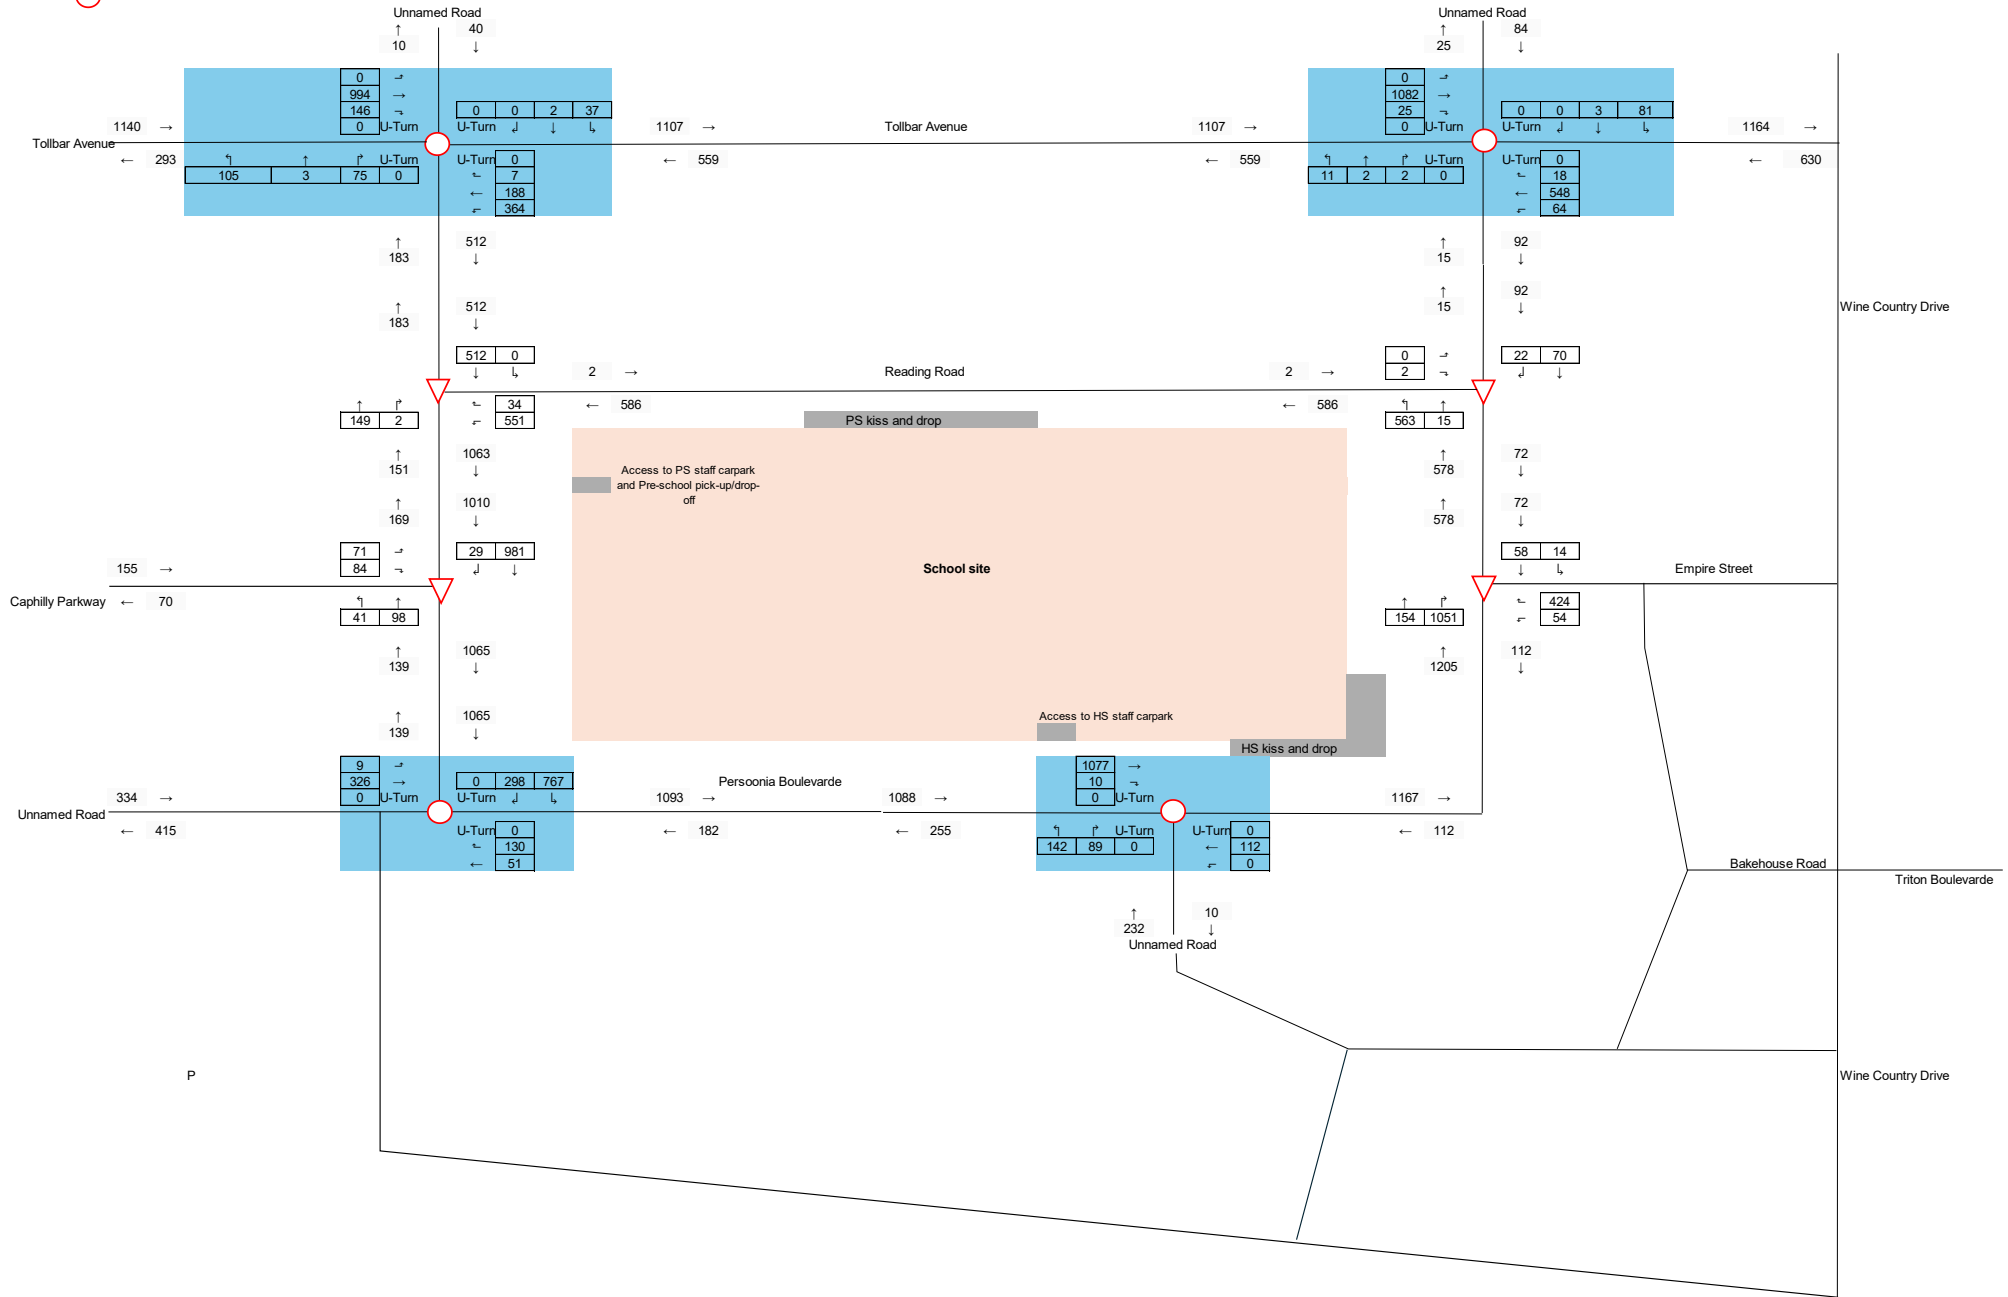 Unnamed Road Unnamed Road
↑ 40 ↑ 84
10 ↓ 25 ↓
0 ⬏ 0 ⬏
994 → 1082 →
146 ⬎ 0 0 2 37 25 ⬎ 0 0 3 81
1140 → 0 U-Turn U-Turn ↲ ↓ ↳ 1107 → Tollbar Avenue 1107 → 0 U-Turn U-Turn ↲ ↓ ↳ 1164 →
Tollbar Avenue
← 293 ↰ ↑ ↱ U-Turn U-Turn 0 ← 559 ← 559 ↰ ↑ ↱ U-Turn U-Turn 0 ← 630
105 3 75 0 ⬑ 7 11 2 2 0 ⬑ 18
← 188 ← 548
⬐ 364 ⬐ 64
↑ 512 ↑ 92
183 ↓ 15 ↓
↑ 512 ↑ 92
183 ↓ 15 ↓
Wine Country Drive
512 0 0 ⬏ 22 70
↓ ↳ 2 → Reading Road 2 → 2 ⬎ ↲ ↓
↑ ↱ ⬑ 34 ← 586 ← 586 ↰ ↑
149 2 ⬐ 551 PS kiss and drop 563 15
↑ 1063 ↑ 72
151 ↓ 578 ↓
Access to PS staff carpark
and Pre-school pick-up/drop-
off
↑ 1010 ↑ 72
169 ↓ 578 ↓
71 ⬏ 29 981 58 14
155 → 84 ⬎ ↲ ↓ School site ↓ ↳ Empire Street
Caphilly Parkway ← 70 ↰ ↑ ↑ ↱ ⬑ 424
41 98 154 1051 ⬐ 54
↑ 1065 ↑ 112
139 ↓ 1205 ↓
↑ 1065 Access to HS staff carpark
139 ↓
HS kiss and drop
9 ⬏ 1077 →
326 → 0 298 767 Persoonia Boulevarde 10 ⬎
334 → 0 U-Turn U-Turn ↲ ↳ 1093 → 1088 → 0 U-Turn 1167 →
Unnamed Road
← 415 U-Turn 0 ← 182 ← 255 ↰ ↱ U-Turn U-Turn 0 ← 112
⬑ 130 142 89 0 ← 112
← 51 ⬐ 0
Bakehouse Road
Triton Boulevarde
↑ 10
232 ↓
Unnamed Road
P Wine Country Drive